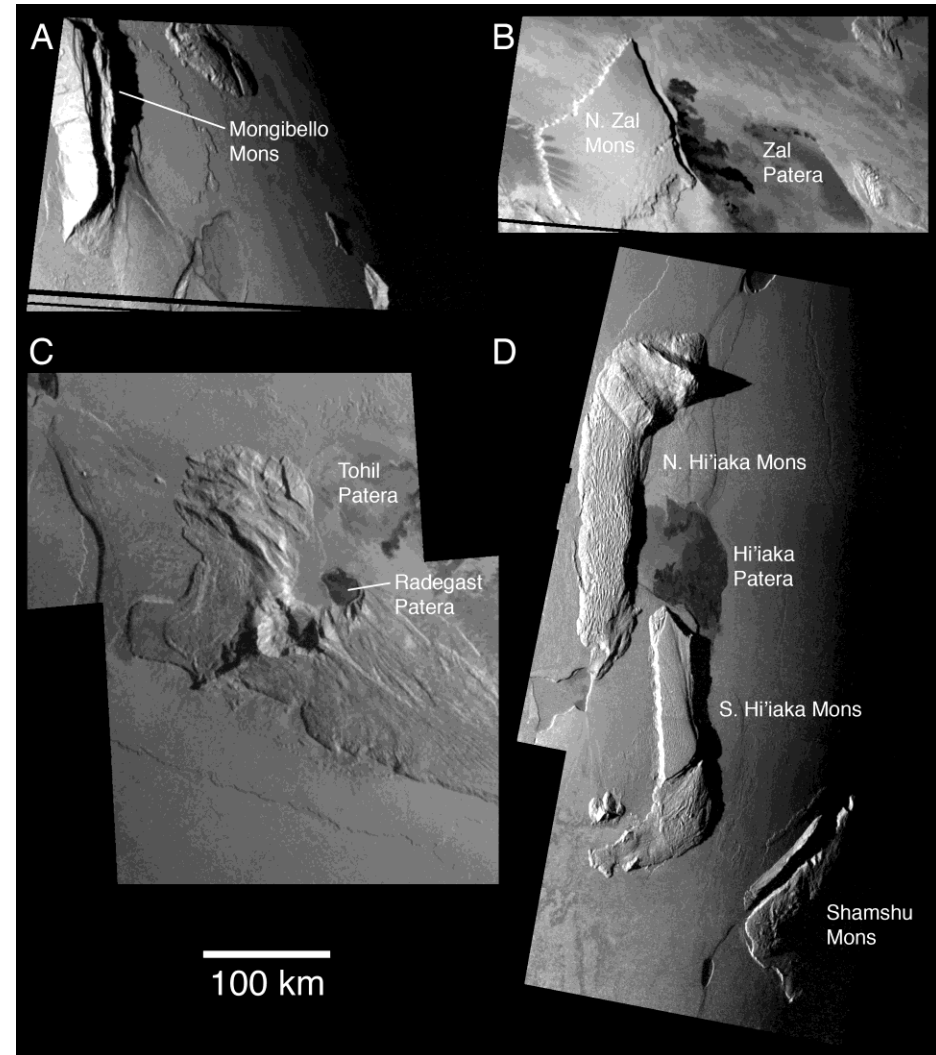 A
Mongibello
Mons
B
N. Zal
Mons
Zal
Patera
C
Tohil
Patera
Radegast
Patera
D
N. Hi'iaka Mons
Hi'iaka
Patera
S. Hi'iaka Mons
Shamshu
Mons
100 km